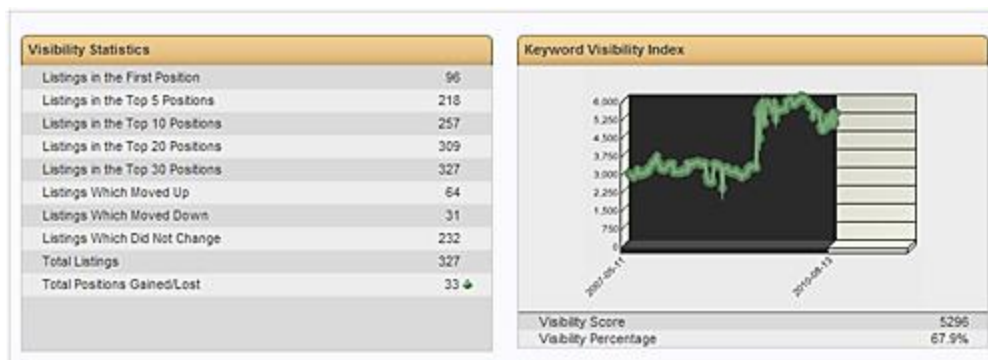 Visibility Statistics
Listings in the First Position 96
Listings in the Top 5 Positions 218
Listings in the Top 10 Positions 257
Listings in the Top 20 Positions 309
Listings in the Top 30 Positions 327
Listings Which Moved Up 64
Listings Which Moved Down 31
Listings Which Did Not Change 232
Total Listings 327
Total Positions Gained/Lost 33
Keyword Visibility Index
6,000
5,250
4,500
3,750
3,000
2,250
1,500
750
0
2007-05-11
2010-08-13
Visibility Score 5296
Visibility Percentage 67.9%